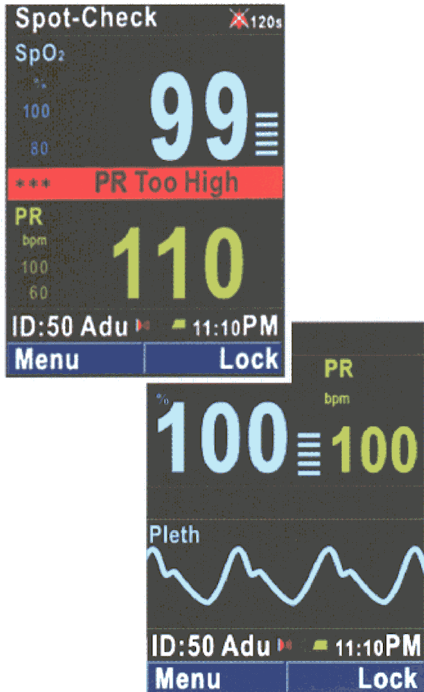 Spot-Check 120s
SpO₂
%
100
99
80
*** PR Too High
PR
bpm
110
100
60
ID:50 Adu 11:10PM
Menu Lock
PR
% bpm
100 100
Pleth
ID:50 Adu 11:10PM
Menu Lock